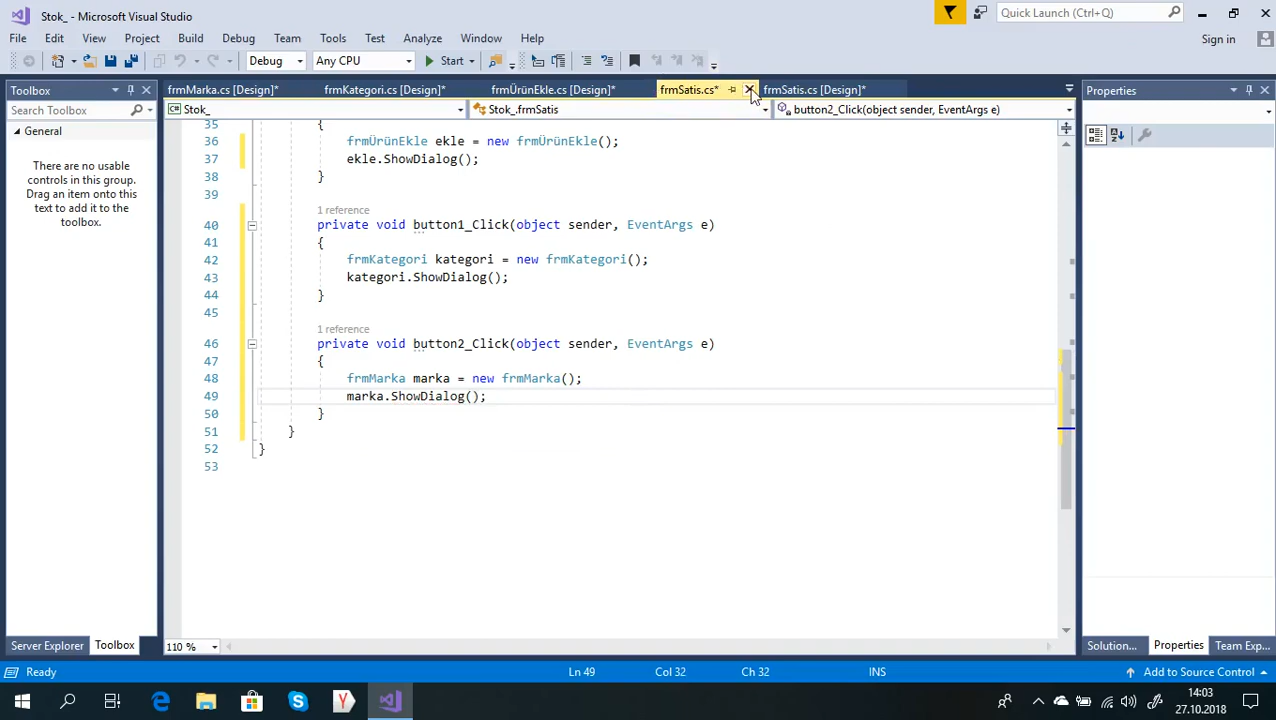 Stok_ - Microsoft Visual Studio
Quick Launch (Ctrl+Q)
File Edit View Project Build Debug Team Tools Test Analyze Window Help
Sign in
Debug Any CPU Start
Toolbox
frmMarka.cs [Design]* frmKategori.cs [Design]* frmÜrünEkle.cs [Design]* frmSatis.cs* frmSatis.cs [Design]*
Properties
Search Toolbox
Stok_ Stok_.frmSatis button2_Click(object sender, EventArgs e)
General
There are no usable
controls in this group.
Drag an item onto this
text to add it to the
toolbox.
35 {
36 frmÜrünEkle ekle = new frmÜrünEkle();
37 ekle.ShowDialog();
38 }
39
1 reference
40 private void button1_Click(object sender, EventArgs e)
41 {
42 frmKategori kategori = new frmKategori();
43 kategori.ShowDialog();
44 }
45
1 reference
46 private void button2_Click(object sender, EventArgs e)
47 {
48 frmMarka marka = new frmMarka();
49 marka.ShowDialog();
50 }
51 }
52 }
53
110 %
Server Explorer Toolbox
Solution... Properties Team Exp...
Ready Ln 49 Col 32 Ch 32 INS Add to Source Control
14:03
27.10.2018